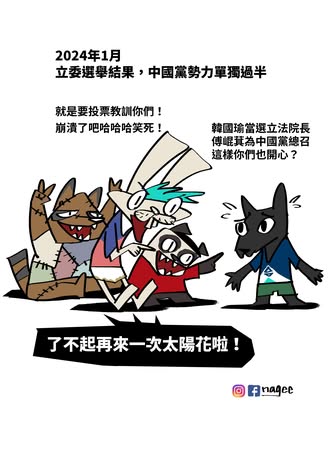 2024年1月
立委選舉結果，中國黨勢力單獨過半
就是要投票教訓你們！
崩潰了吧哈哈哈笑死！
韓國瑜當選立法院長
傅崐萁為中國黨總召
這樣你們也開心？
了不起再來一次太陽花啦！
nagee